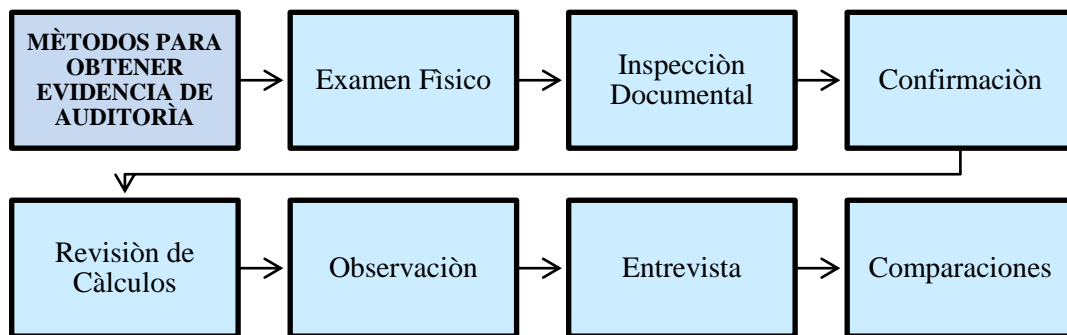 MÈTODOS PARA
OBTENER
EVIDENCIA DE
AUDITORÌA
Examen Fìsico
Inspecciòn
Documental
Confirmaciòn
Revisiòn de
Càlculos
Observaciòn
Entrevista
Comparaciones